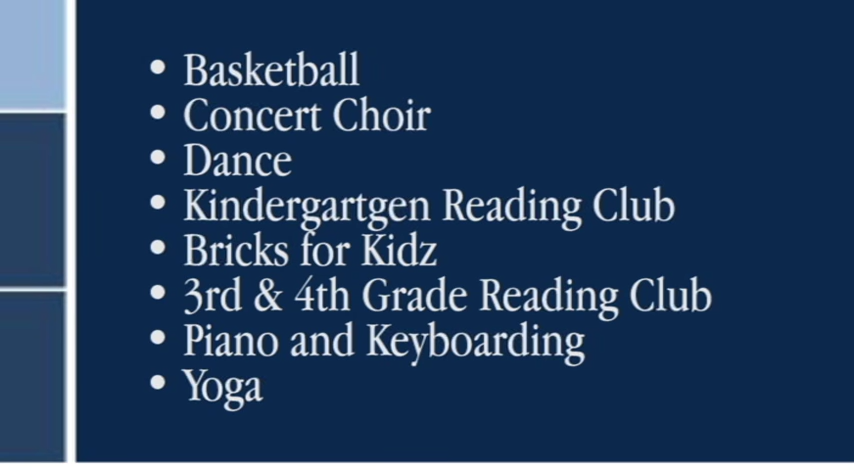 • Basketball
• Concert Choir
• Dance
• Kindergartgen Reading Club
• Bricks for Kidz
• 3rd & 4th Grade Reading Club
• Piano and Keyboarding
• Yoga